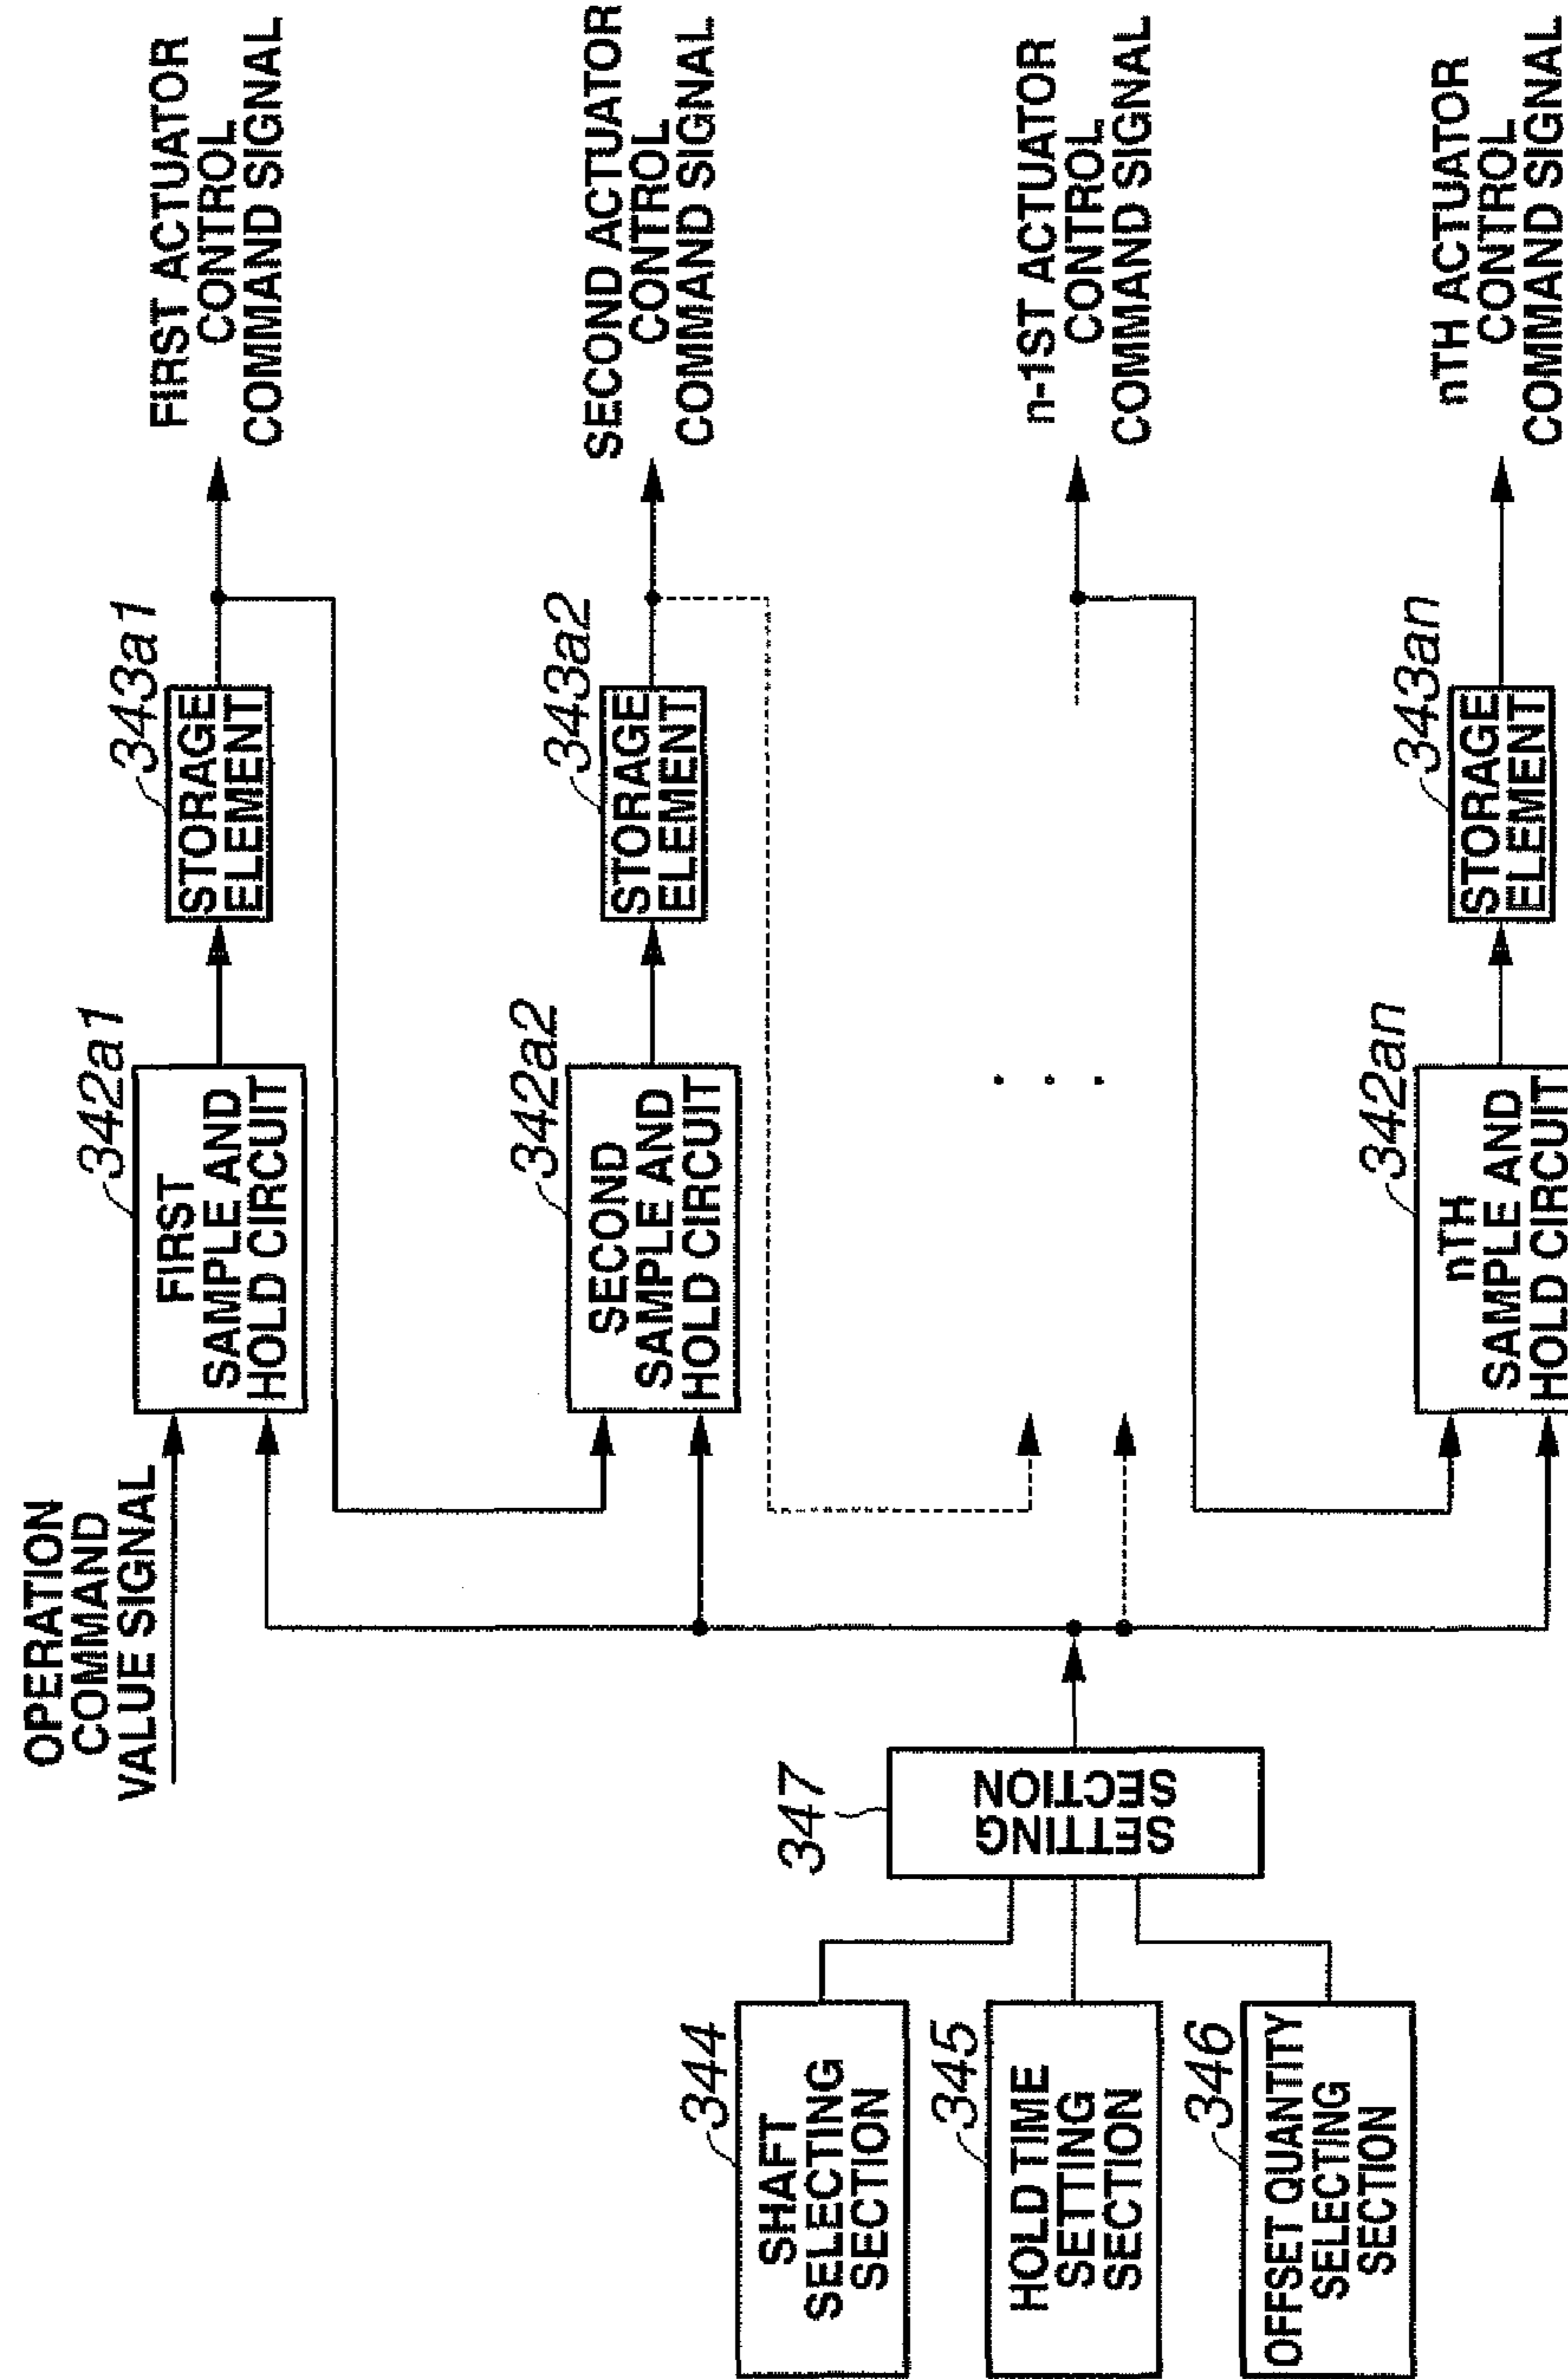 OPERATION
COMMAND
VALUE SIGNAL
342a1
FIRST
SAMPLE AND
HOLD CIRCUIT
343a1
STORAGE
ELEMENT
FIRST ACTUATOR
CONTROL
COMMAND SIGNAL
342a2
SECOND
SAMPLE AND
HOLD CIRCUIT
343a2
STORAGE
ELEMENT
SECOND ACTUATOR
CONTROL
COMMAND SIGNAL
344
SHAFT
SELECTING
SECTION
345
HOLD TIME
SETTING
SECTION
346
OFFSET QUANTITY
SELECTING
SECTION
347
SETTING
SECTION
n-1ST ACTUATOR
CONTROL
COMMAND SIGNAL
342an
nTH
SAMPLE AND
HOLD CIRCUIT
343an
STORAGE
ELEMENT
nTH ACTUATOR
CONTROL
COMMAND SIGNAL